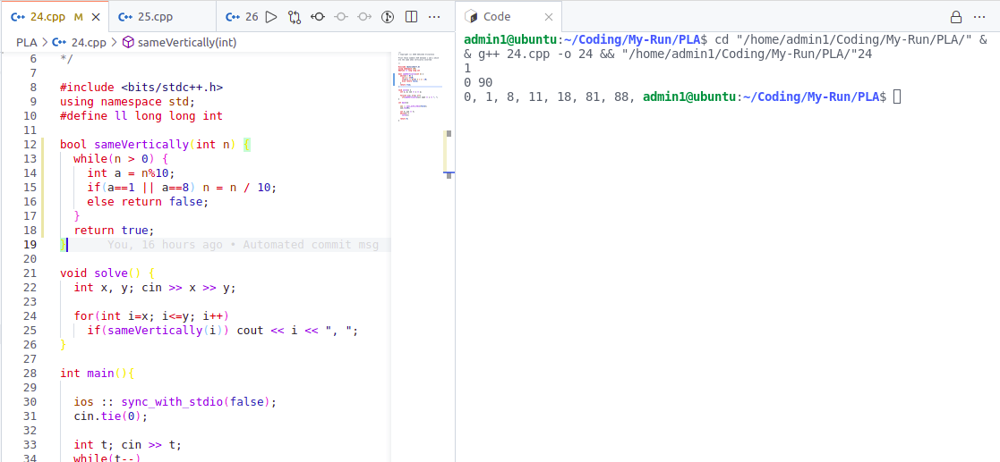 24.cpp M
25.cpp
26
PLA > 24.cpp > sameVertically(int)
6 */
7
8 #include <bits/stdc++.h>
9 using namespace std;
10 #define ll long long int
11
12 bool sameVertically(int n) {
13 while(n > 0) {
14 int a = n%10;
15 if(a==1 || a==8) n = n / 10;
16 else return false;
17 }
18 return true;
19 } You, 16 hours ago • Automated commit msg
20
21 void solve() {
22 int x, y; cin >> x >> y;
23
24 for(int i=x; i<=y; i++)
25 if(sameVertically(i)) cout << i << ", ";
26 }
27
28 int main(){
29
30 ios :: sync_with_stdio(false);
31 cin.tie(0);
32
33 int t; cin >> t;
34 while(t--)
Code
admin1@ubuntu:~/Coding/My-Run/PLA$ cd "/home/admin1/Coding/My-Run/PLA/" &
& g++ 24.cpp -o 24 && "/home/admin1/Coding/My-Run/PLA/"24
1
0 90
0, 1, 8, 11, 18, 81, 88, admin1@ubuntu:~/Coding/My-Run/PLA$